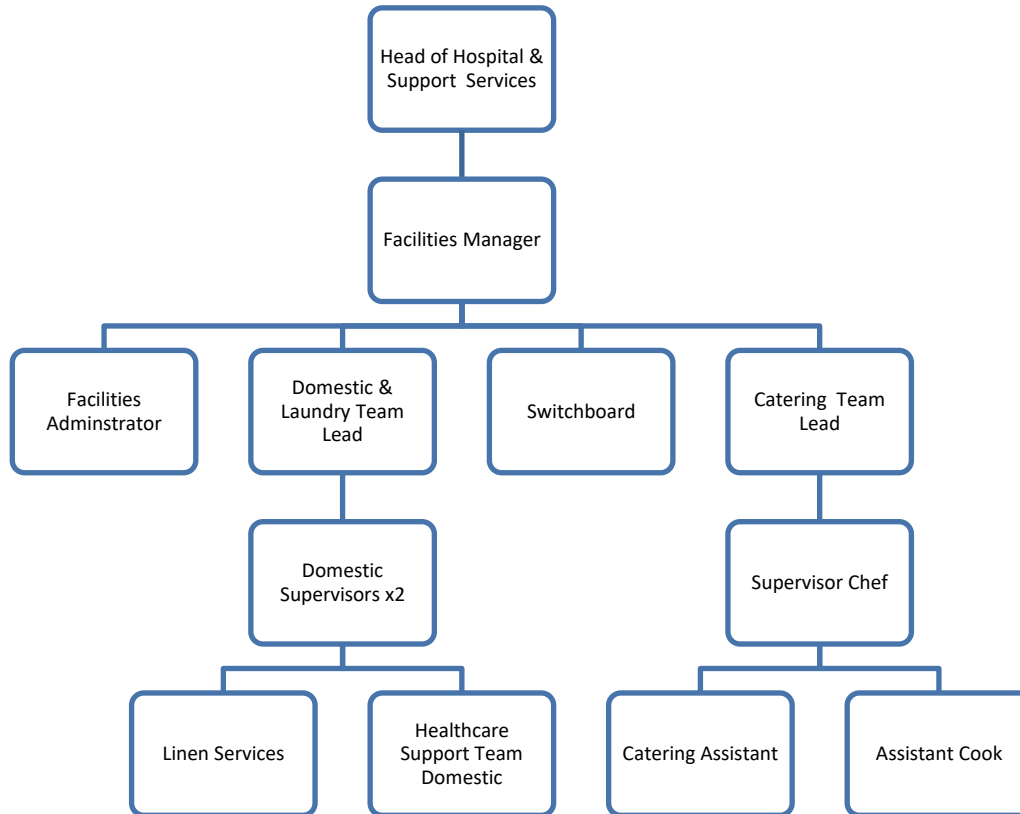 Head of Hospital &
Support Services
Facilities Manager
Facilities
Adminstrator
Domestic &
Laundry Team
Lead
Switchboard
Catering Team
Lead
Domestic
Supervisors x2
Supervisor Chef
Linen Services
Healthcare
Support Team
Domestic
Catering Assistant
Assistant Cook